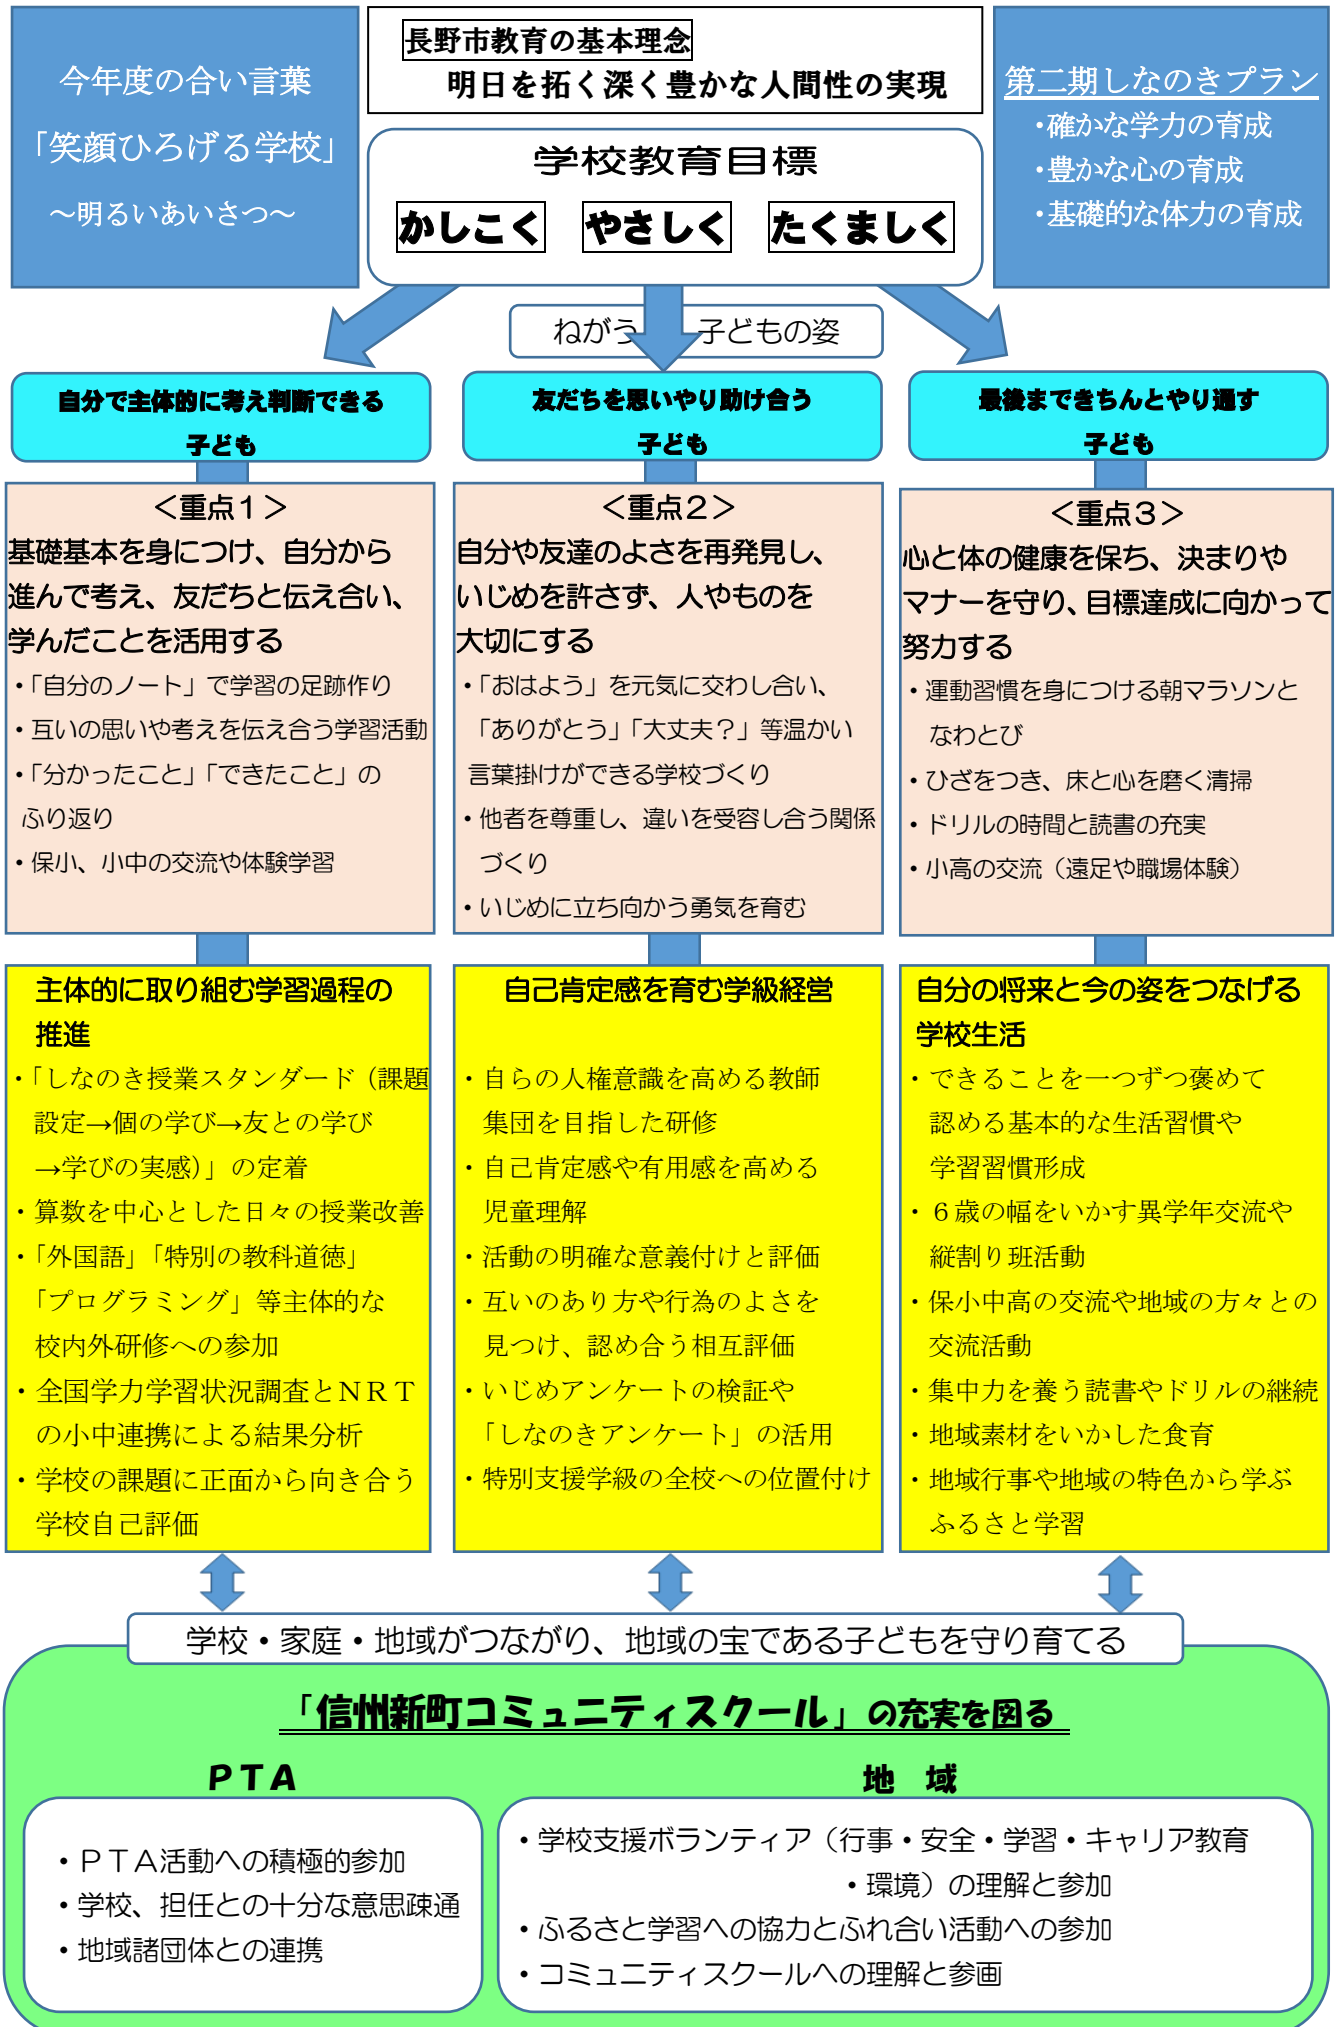 今年度の合い言葉
「笑顔ひろげる学校」
～明るいあいさつ～
長野市教育の基本理念
明日を拓く深く豊かな人間性の実現
第二期しなのきプラン
・確かな学力の育成
・豊かな心の育成
・基礎的な体力の育成
学校教育目標
かしこく　やさしく　たくましく
ねがう　子どもの姿
自分で主体的に考え判断できる
子ども
友だちを思いやり助け合う
子ども
最後まできちんとやり通す
子ども
＜重点１＞
基礎基本を身につけ、自分から
進んで考え、友だちと伝え合い、
学んだことを活用する
・「自分のノート」で学習の足跡作り
・互いの思いや考えを伝え合う学習活動
・「分かったこと」「できたこと」の
ふり返り
・保小、小中の交流や体験学習
＜重点２＞
自分や友達のよさを再発見し、
いじめを許さず、人やものを
大切にする
・「おはよう」を元気に交わし合い、
「ありがとう」「大丈夫？」等温かい
言葉掛けができる学校づくり
・他者を尊重し、違いを受容し合う関係
づくり
・いじめに立ち向かう勇気を育む
＜重点３＞
心と体の健康を保ち、決まりや
マナーを守り、目標達成に向かって
努力する
・運動習慣を身につける朝マラソンと
なわとび
・ひざをつき、床と心を磨く清掃
・ドリルの時間と読書の充実
・小高の交流（遠足や職場体験）
主体的に取り組む学習過程の
推進
・「しなのき授業スタンダード（課題
設定→個の学び→友との学び
→学びの実感）」の定着
・算数を中心とした日々の授業改善
・「外国語」「特別の教科道徳」
「プログラミング」等主体的な
校内外研修への参加
・全国学力学習状況調査とＮＲＴ
の小中連携による結果分析
・学校の課題に正面から向き合う
学校自己評価
自己肯定感を育む学級経営
・自らの人権意識を高める教師
集団を目指した研修
・自己肯定感や有用感を高める
児童理解
・活動の明確な意義付けと評価
・互いのあり方や行為のよさを
見つけ、認め合う相互評価
・いじめアンケートの検証や
「しなのきアンケート」の活用
・特別支援学級の全校への位置付け
自分の将来と今の姿をつなげる
学校生活
・できることを一つずつ褒めて
認める基本的な生活習慣や
学習習慣形成
・６歳の幅をいかす異学年交流や
縦割り班活動
・保小中高の交流や地域の方々との
交流活動
・集中力を養う読書やドリルの継続
・地域素材をいかした食育
・地域行事や地域の特色から学ぶ
ふるさと学習
学校・家庭・地域がつながり、地域の宝である子どもを守り育てる
「信州新町コミュニティスクール」の充実を図る
ＰＴＡ
・ＰＴＡ活動への積極的参加
・学校、担任との十分な意思疎通
・地域諸団体との連携
地　域
・学校支援ボランティア（行事・安全・学習・キャリア教育
・環境）の理解と参加
・ふるさと学習への協力とふれ合い活動への参加
・コミュニティスクールへの理解と参画